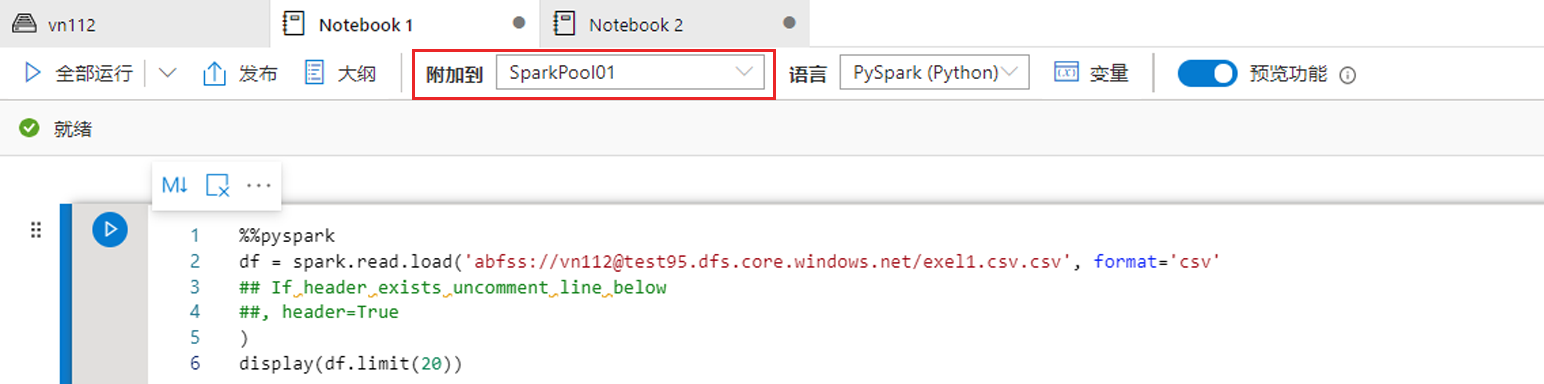 vn112 Notebook 1 Notebook 2
全部运行 发布 大纲 附加到 SparkPool01 语言 PySpark (Python) 变量 预览功能
就绪
M↓ ...
1 %%pyspark
2 df = spark.read.load('abfss://vn112@test95.dfs.core.windows.net/exel1.csv.csv', format='csv'
3 ## If header exists uncomment line below
4 ##, header=True
5 )
6 display(df.limit(20))